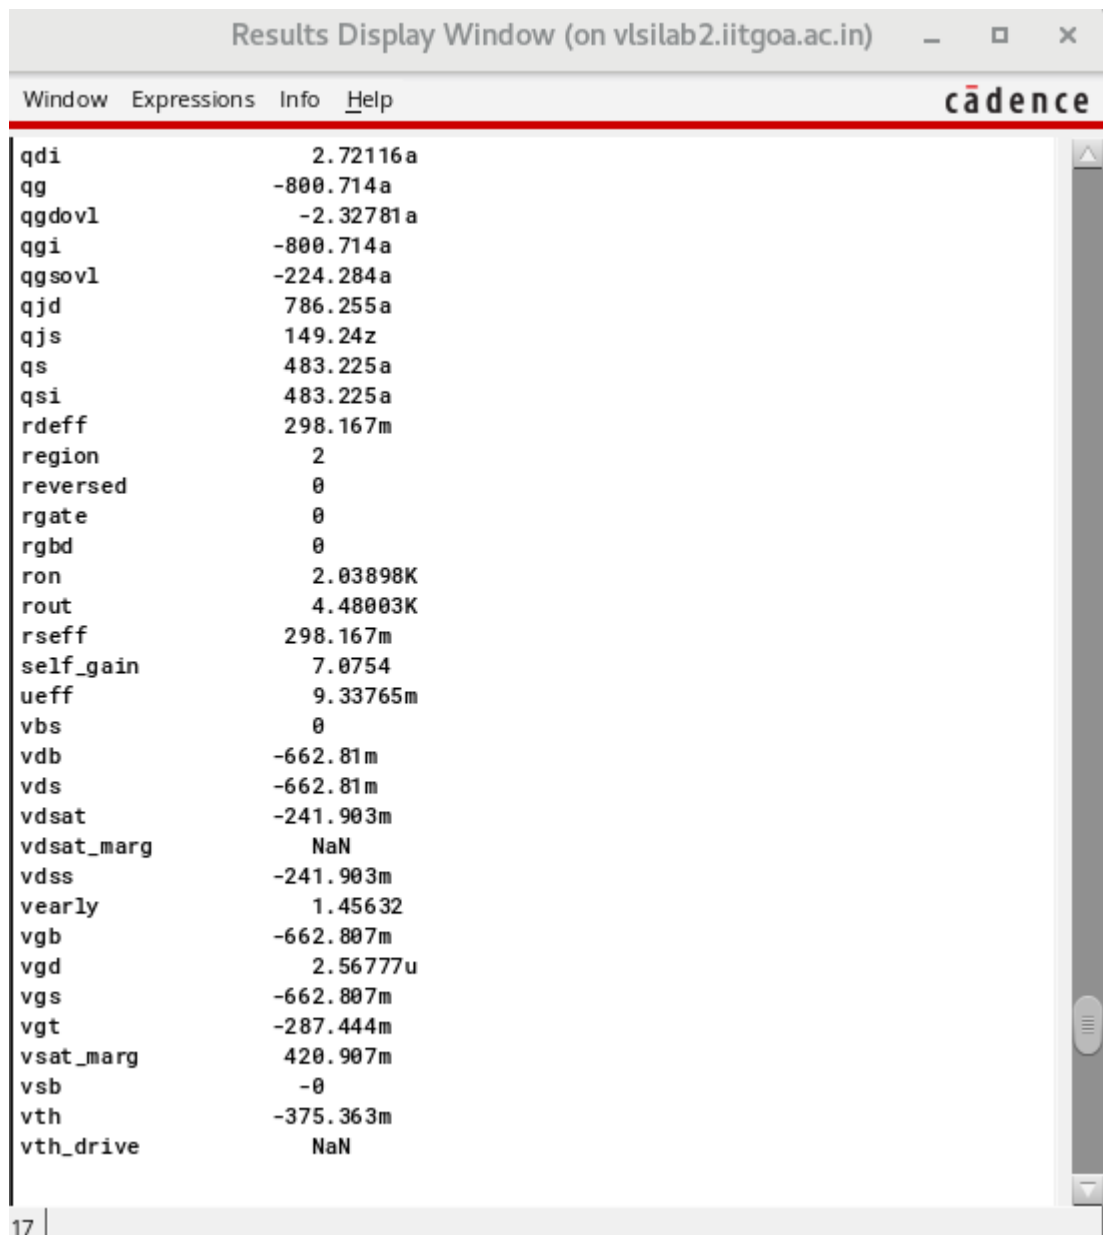 Results Display Window (on vlsilab2.iitgoa.ac.in)
Window Expressions Info Help cādence
qdi 2.72116a
qg -800.714a
qgdovl -2.32781a
qgi -800.714a
qgsovl -224.284a
qjd 786.255a
qjs 149.24z
qs 483.225a
qsi 483.225a
rdeff 298.167m
region 2
reversed 0
rgate 0
rgbd 0
ron 2.03898K
rout 4.48003K
rseff 298.167m
self_gain 7.0754
ueff 9.33765m
vbs 0
vdb -662.81m
vds -662.81m
vdsat -241.903m
vdsat_marg NaN
vdss -241.903m
vearly 1.45632
vgb -662.807m
vgd 2.56777u
vgs -662.807m
vgt -287.444m
vsat_marg 420.907m
vsb -0
vth -375.363m
vth_drive NaN
17